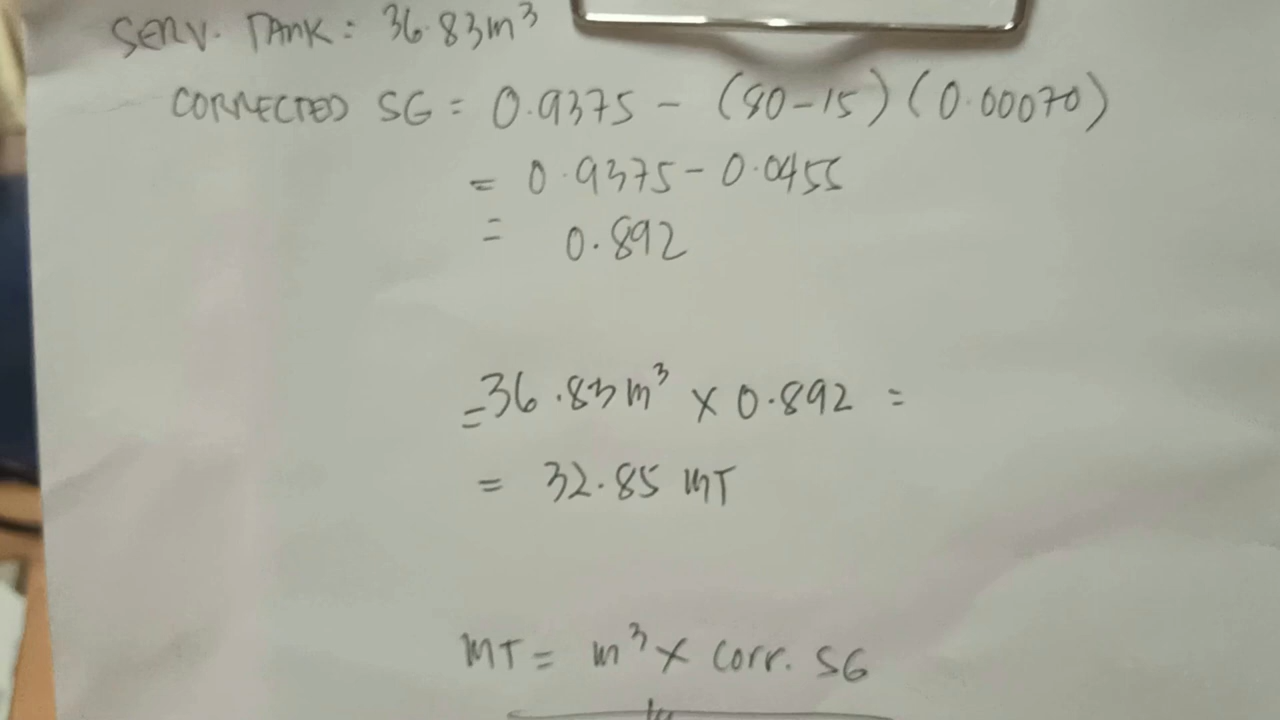 SERV. TANK: 36.83m³
CORRECTED SG = 0.9375 - (80-15)(0.00070)
= 0.9375 - 0.0455
= 0.892
= 36.83m³ x 0.892 =
= 32.85 MT
MT = m³ x Corr. SG